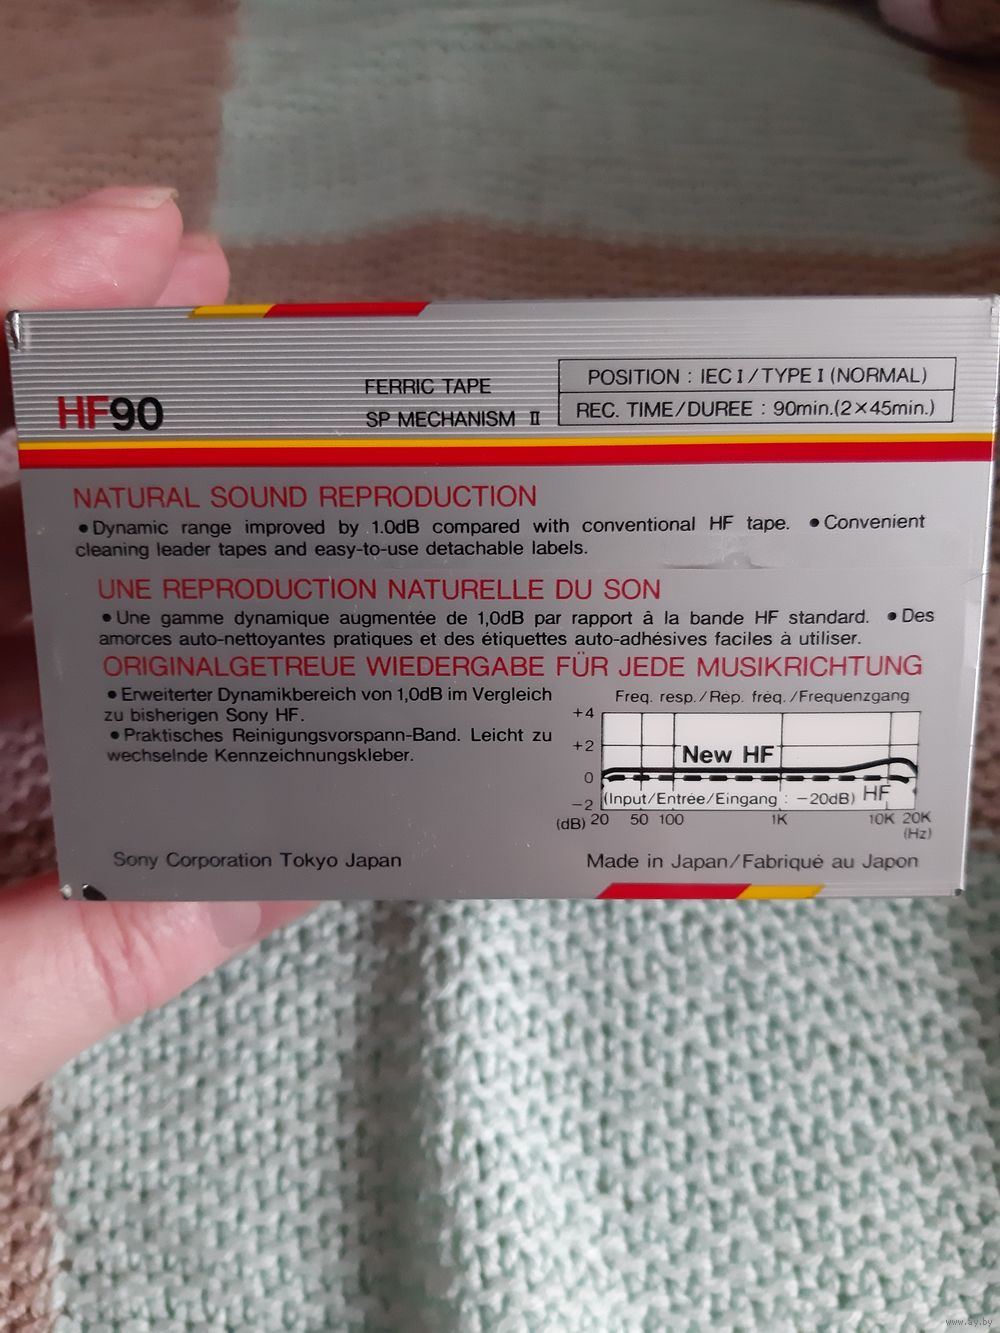 HF90
FERRIC TAPE
SP MECHANISM II
POSITION : IEC I / TYPE I (NORMAL)
REC. TIME/DUREE : 90min.(2×45min.)
NATURAL SOUND REPRODUCTION
●Dynamic range improved by 1.0dB compared with conventional HF tape. ●Convenient
cleaning leader tapes and easy-to-use detachable labels.
UNE REPRODUCTION NATURELLE DU SON
●Une gamme dynamique augmentée de 1,0dB par rapport â la bande HF standard. ●Des
amorces auto-nettoyantes pratiques et des étiquettes auto-adhésives faciles à utiliser.
ORIGINALGETREUE WIEDERGABE FÜR JEDE MUSIKRICHTUNG
●Erweiterter Dynamikbereich von 1,0dB im Vergleich
zu bisherigen Sony HF.
●Praktisches Reinigungsvorspann-Band. Leicht zu
wechselnde Kennzeichnungskleber.
Freq. resp./Rep. freq./Frequenzgang
+4
+2
0
−2
(dB)
New HF
(Input/Entrée/Eingang : −20dB) HF
20 50 100 1K 10K 20K
(Hz)
Sony Corporation Tokyo Japan
Made in Japan/Fabriqué au Japon
www.ay.by